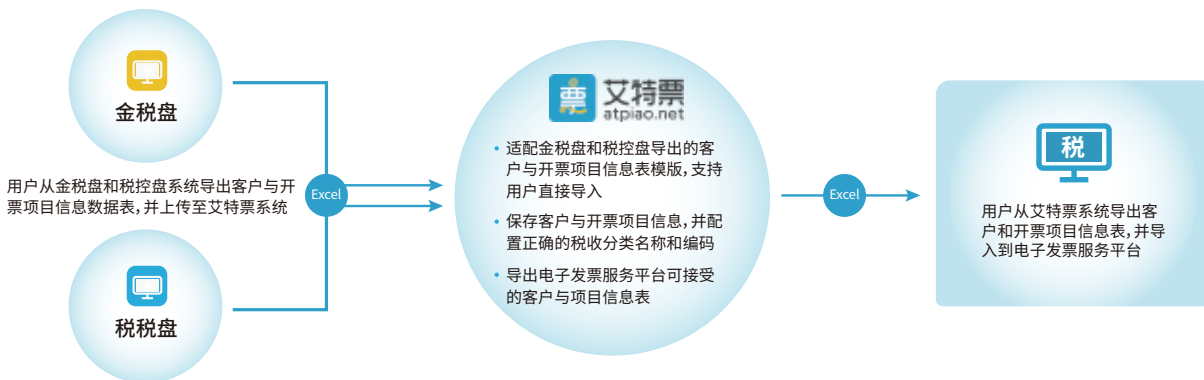 金税盘
用户从金税盘和税控盘系统导出客户与开
票项目信息数据表，并上传至艾特票系统
税税盘
Excel
票
艾特票
atpiao.net
• 适配金税盘和税控盘导出的客
户与开票项目信息表模版，支持
用户直接导入
• 保存客户与开票项目信息，并配
置正确的税收分类名称和编码
• 导出电子发票服务平台可接受
的客户与项目信息表
Excel
税
用户从艾特票系统导出客
户和开票项目信息表，并导
入到电子发票服务平台